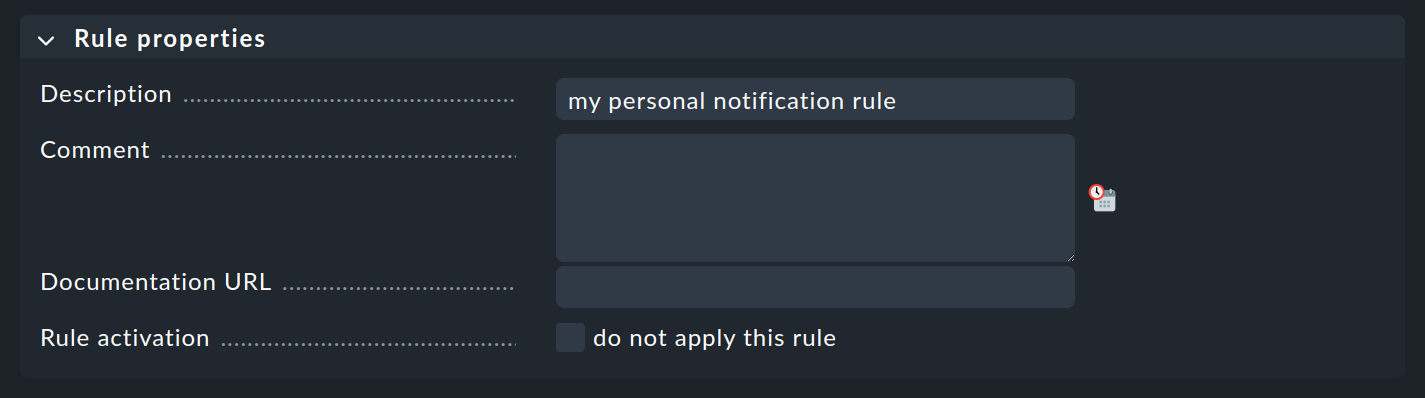 Rule properties
Description my personal notification rule
Comment
Documentation URL
Rule activation do not apply this rule